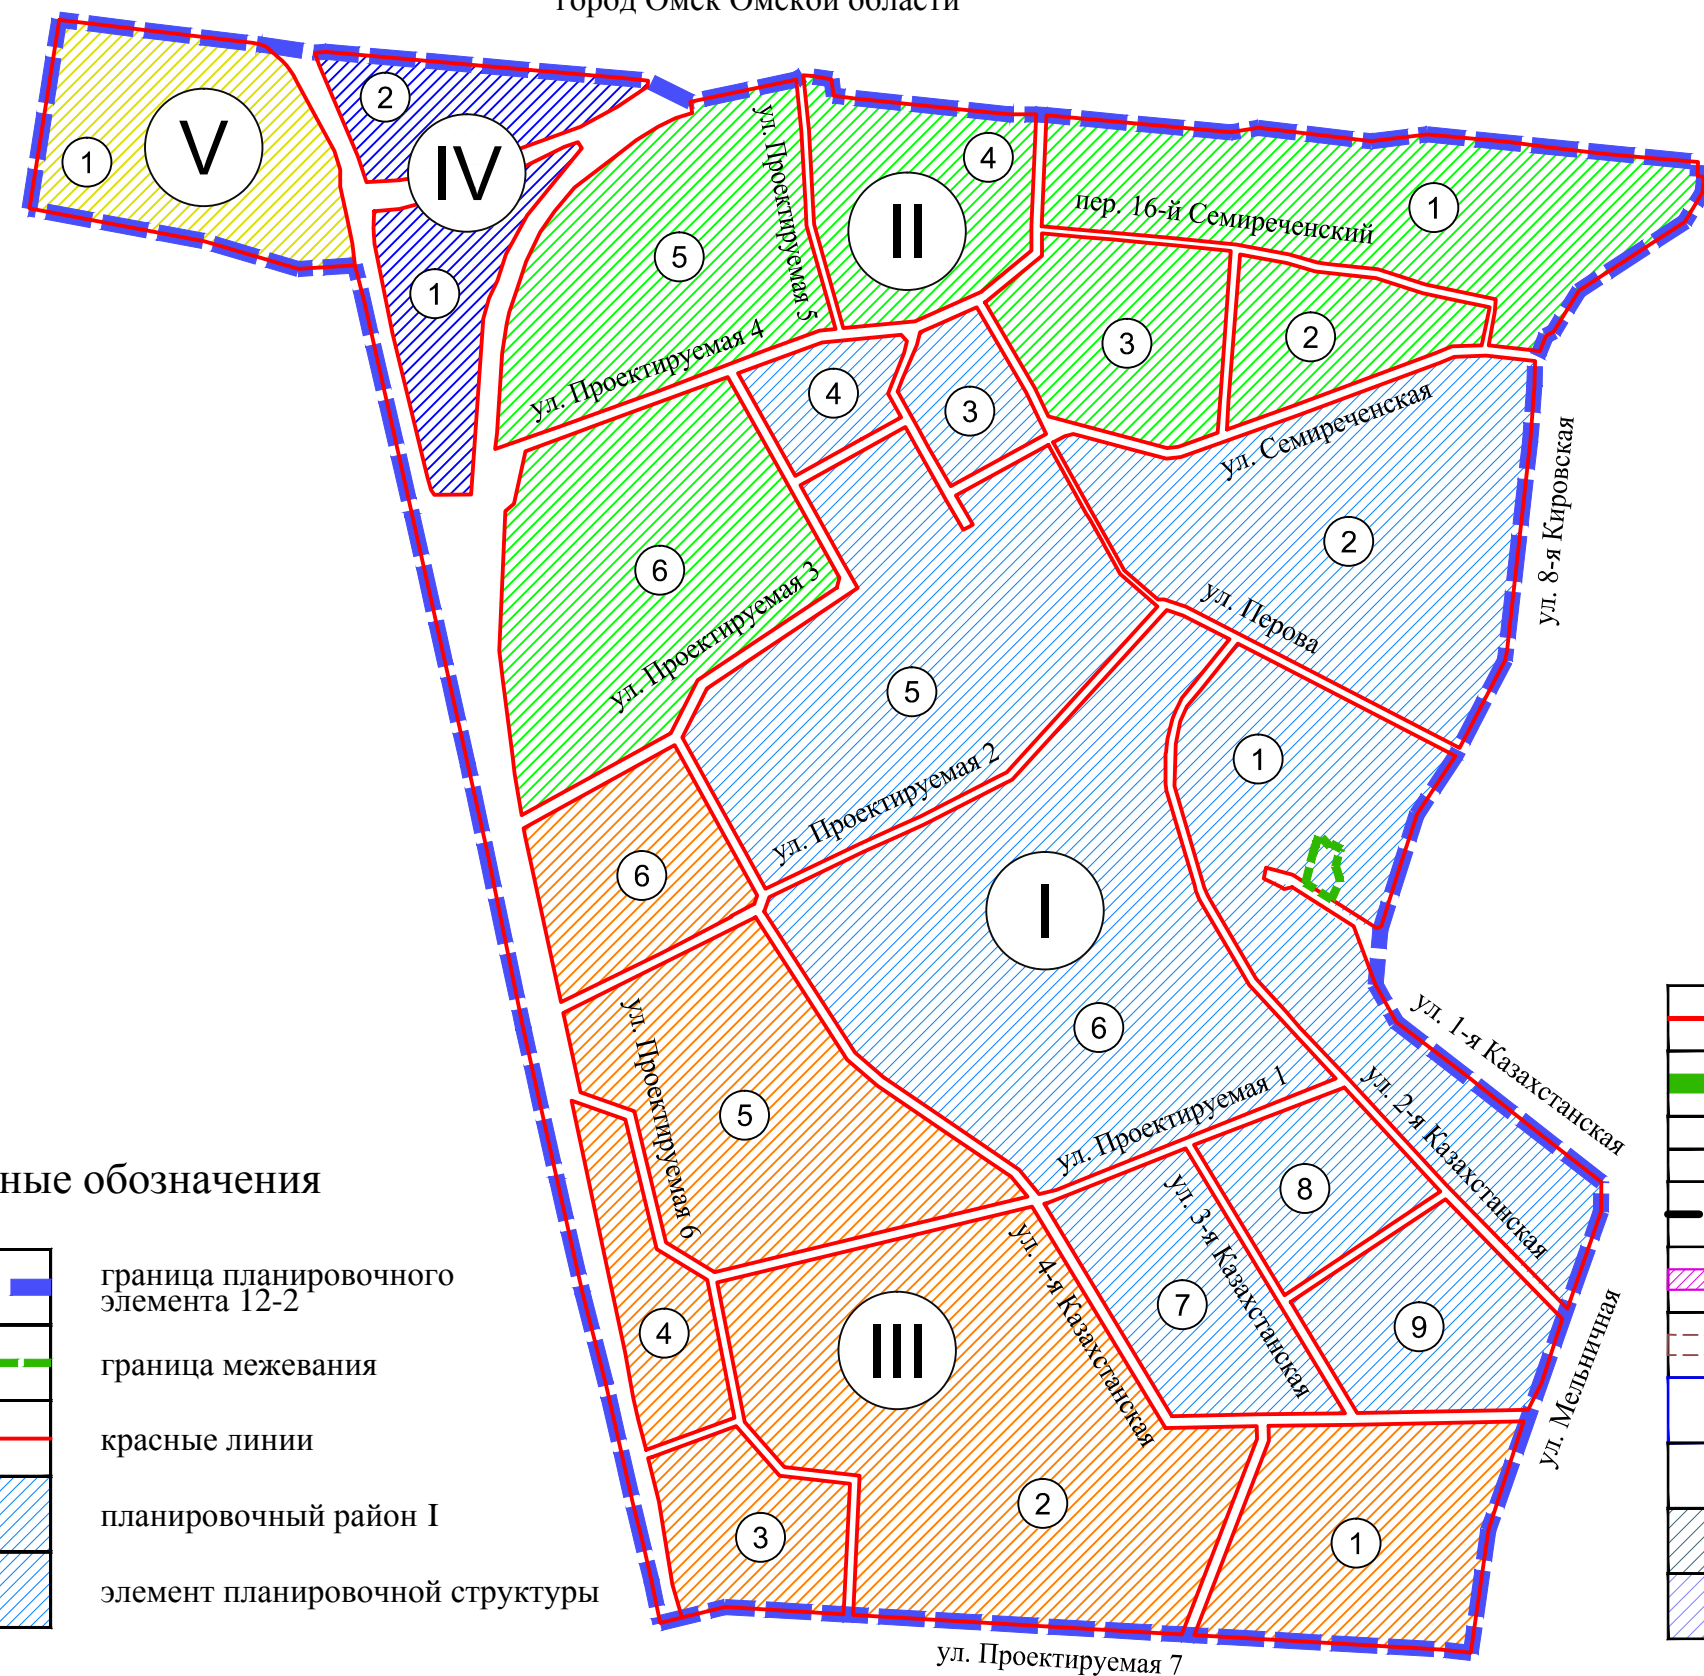 город Омск Омской области
V
1
2
IV
1
ул. Проектируемая 5
4
II
5
пер. 16-й Семиреченский
1
3
2
ул. Проектируемая 4
4
3
ул. Семиреченская
2
ул. 8-я Кировская
6
ул. Проектируемая 3
ул. Перова
5
1
ул. Проектируемая 2
6
I
6
ул. 1-я Казахстанская
ул. Проектируемая 6
5
ул. Проектируемая 1
ул. 2-я Казахстанская
8
ул. 3-я Казахстанская
7
9
ул. 4-я Казахстанская
4
III
ул. Мельничная
3
2
1
ул. Проектируемая 7
ные обозначения
граница планировочного
элемента 12-2
граница межевания
красные линии
планировочный район I
элемент планировочной структуры